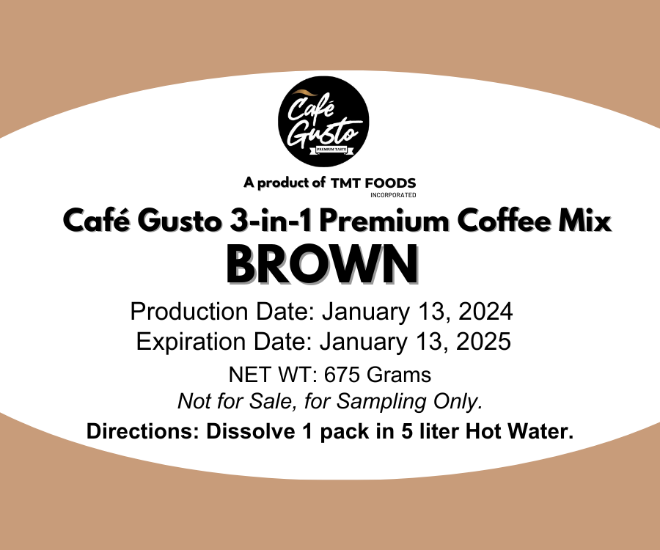 Café
Gusto
PREMIUM TASTE
A product of TMT FOODS
INCORPORATED
Café Gusto 3-in-1 Premium Coffee Mix
BROWN
Production Date: January 13, 2024
Expiration Date: January 13, 2025
NET WT: 675 Grams
Not for Sale, for Sampling Only.
Directions: Dissolve 1 pack in 5 liter Hot Water.